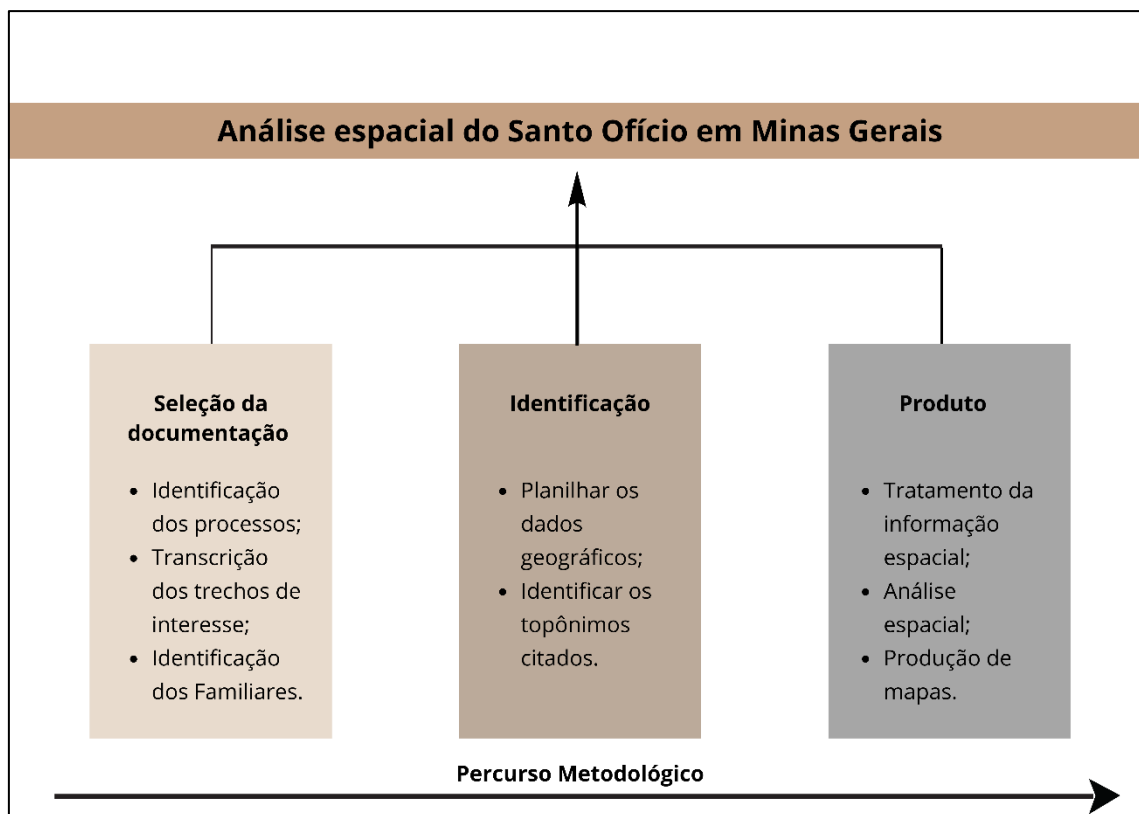 Análise espacial do Santo Ofício em Minas Gerais
Seleção da
documentação
• Identificação
dos processos;
• Transcrição
dos trechos de
interesse;
• Identificação
dos Familiares.
Identificação
• Planilhar os
dados
geográficos;
• Identificar os
topônimos
citados.
Produto
• Tratamento da
informação
espacial;
• Análise
espacial;
• Produção de
mapas.
Percurso Metodológico